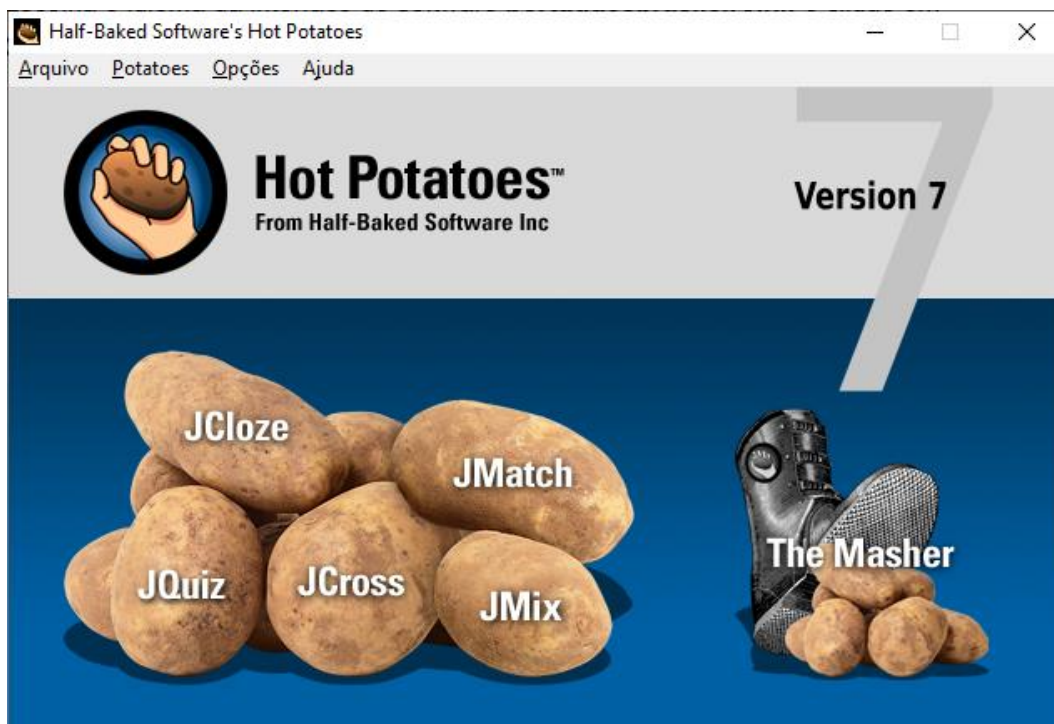 Half-Baked Software's Hot Potatoes
Arquivo Potatoes Opções Ajuda
Hot Potatoes™
From Half-Baked Software Inc
Version 7
7
JCloze
JMatch
JQuiz
JCross
JMix
The Masher